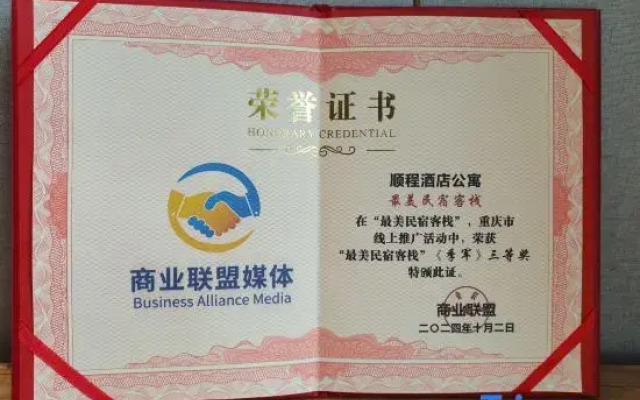 荣誉证书
HONORARY CREDENTIAL
商业联盟媒体
Business Alliance Media
顺程酒店公寓
最美民宿客栈
在“最美民宿客栈”，重庆市
线上推广活动中，荣获
“最美民宿客栈”《季军》三等奖
特颁此证。
商业联盟
二〇二四年十月二日